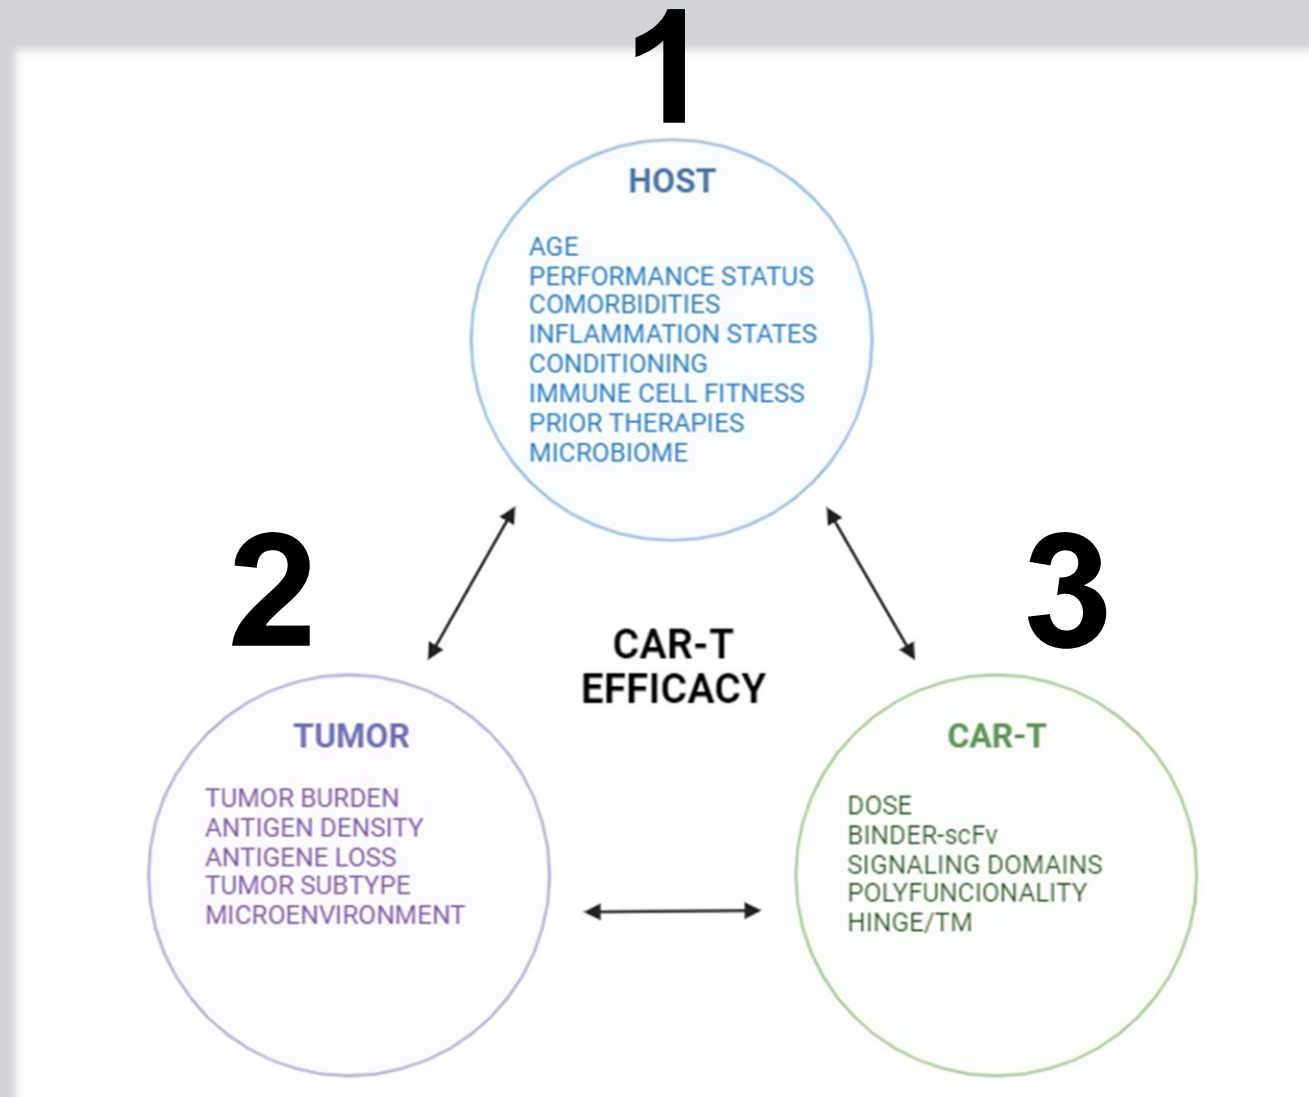 1
HOST
AGE
PERFORMANCE STATUS
COMORBIDITIES
INFLAMMATION STATES
CONDITIONING
IMMUNE CELL FITNESS
PRIOR THERAPIES
MICROBIOME
2
3
CAR-T
EFFICACY
TUMOR
TUMOR BURDEN
ANTIGEN DENSITY
ANTIGENE LOSS
TUMOR SUBTYPE
MICROENVIRONMENT
CAR-T
DOSE
BINDER-scFv
SIGNALING DOMAINS
POLYFUNCIONALITY
HINGE/TM